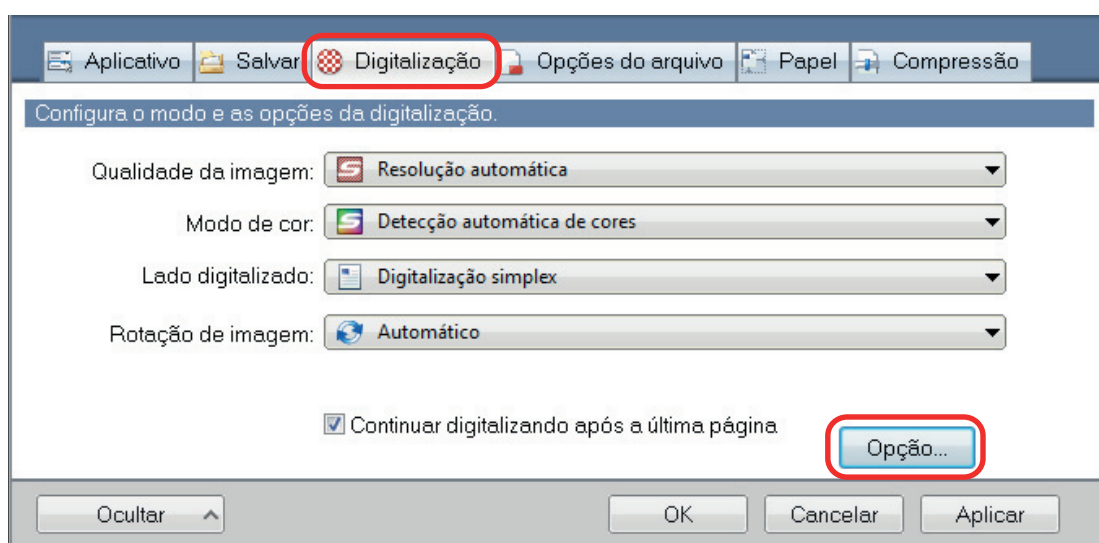 Aplicativo Salvar Digitalização Opções do arquivo Papel Compressão
Configura o modo e as opções da digitalização.
Qualidade da imagem: Resolução automática
Modo de cor: Detecção automática de cores
Lado digitalizado: Digitalização simplex
Rotação de imagem: Automático
Continuar digitalizando após a última página
Opção...
Ocultar OK Cancelar Aplicar